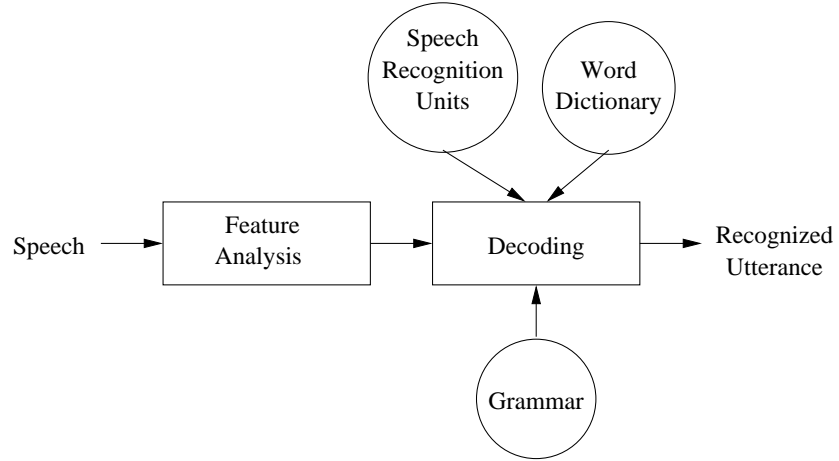 Speech
Recognition
Units
Word
Dictionary
Speech
Feature
Analysis
Decoding
Recognized
Utterance
Grammar